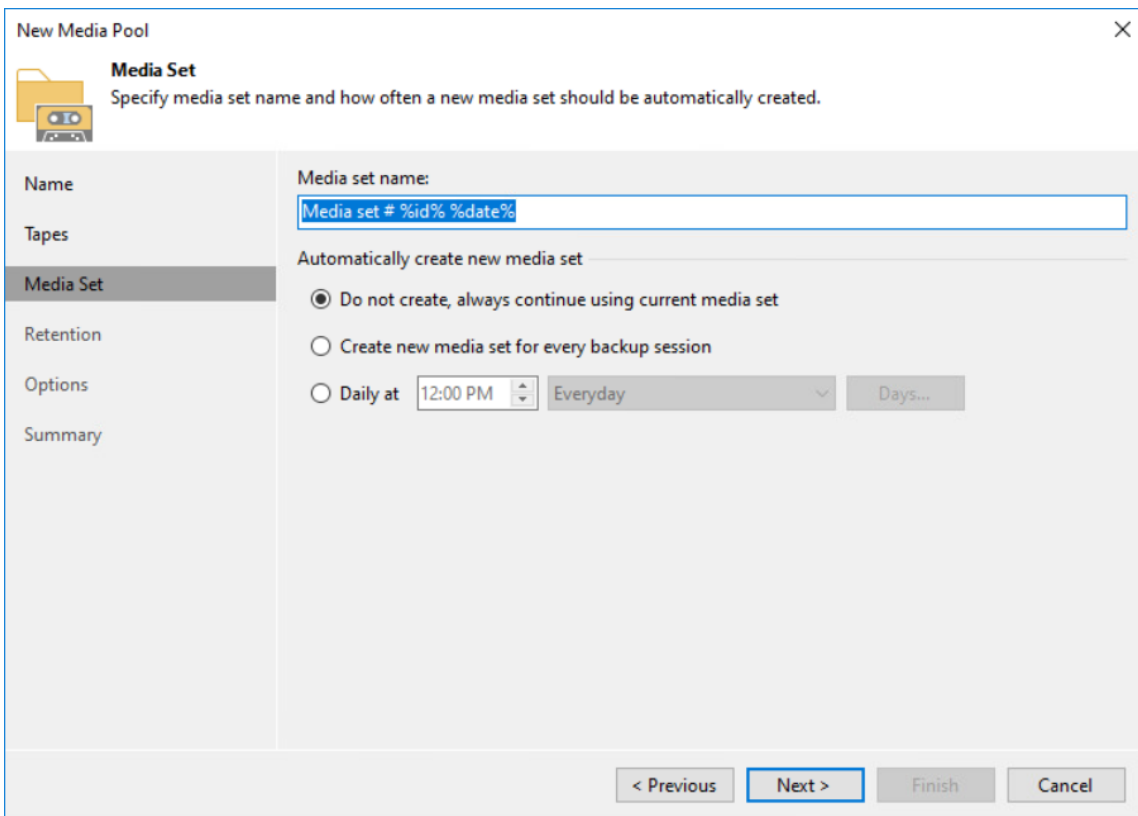 New Media Pool
Media Set
Specify media set name and how often a new media set should be automatically created.
Name
Tapes
Media Set
Retention
Options
Summary
Media set name:
Media set # %id% %date%
Automatically create new media set
Do not create, always continue using current media set
Create new media set for every backup session
Daily at 12:00 PM Everyday Days...
< Previous Next > Finish Cancel